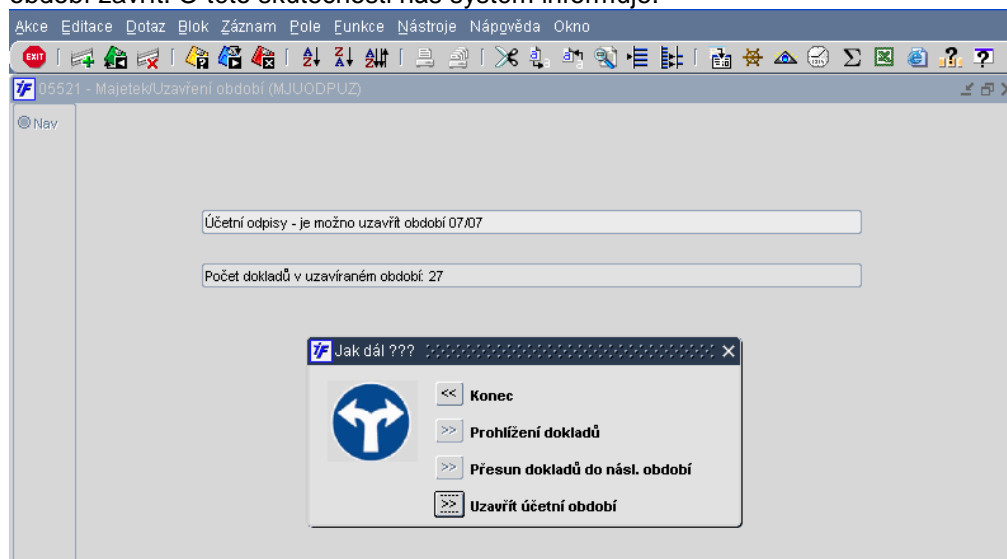 období zavřít. O této skutečnosti nás systém informuje.
Akce Editace Dotaz Blok Záznam Pole Funkce Nástroje Nápověda Okno
EXIT
05521 - Majetek/Uzavření období (MJUODPUZ)
Nav
Účetní odpisy - je možno uzavřít období 07/07
Počet dokladů v uzavíraném období: 27
Jak dál ???
<< Konec
>> Prohlížení dokladů
>> Přesun dokladů do násl. období
>> Uzavřít účetní období